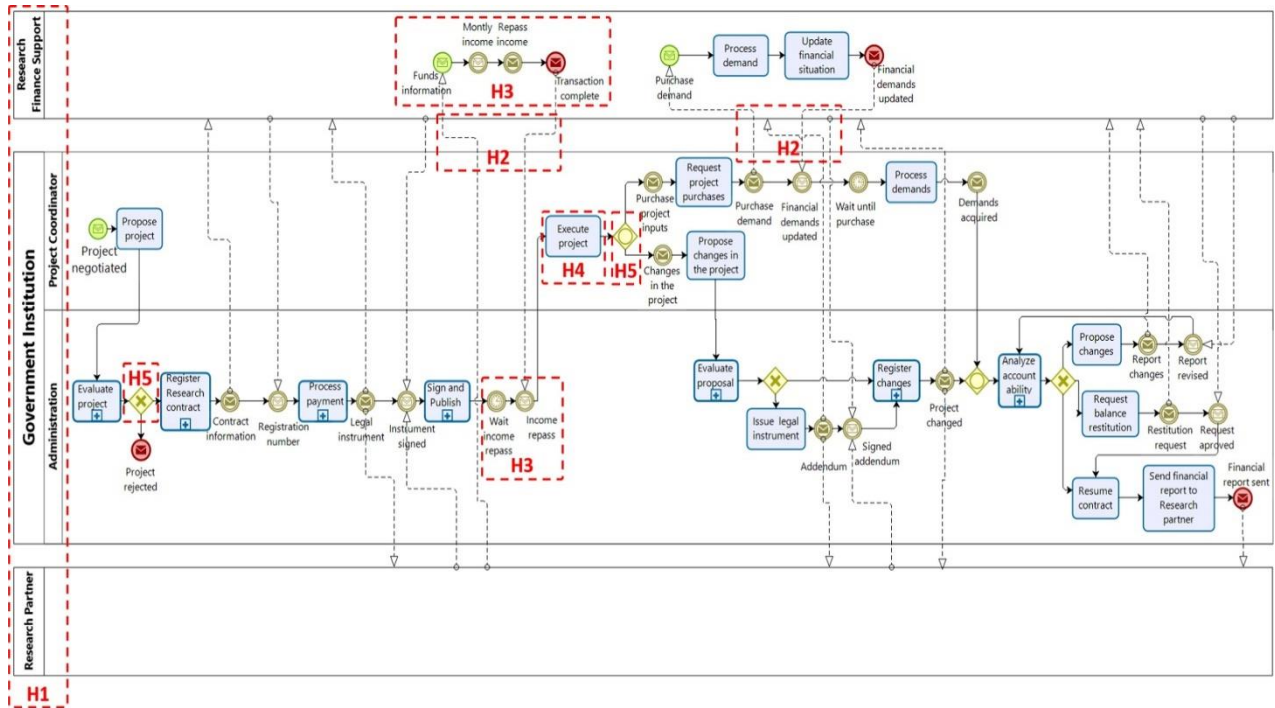 Research
Finance Support
Montly
income
Repass
income
Funds
information
Transaction
complete
H3
Purchase
demand
Process
demand
Update
financial
situation
Financial
demands
updated
H2
H2
Government Institution
Project Coordinator
Project
negotiated
Propose
project
Execute
project
H4
H5
Purchase
project
inputs
Request
project
purchases
Purchase
demand
Financial
demands
updated
Wait until
purchase
Process
demands
Demands
acquired
Changes
in the
project
Propose
changes in
the project
Administration
Evaluate
project
H5
Project
rejected
Register
Research
contract
Contract
information
Registration
number
Process
payment
Legal
instrument
Instrument
signed
Sign and
Publish
Wait
income
repass
Income
repass
H3
Evaluate
proposal
Issue legal
instrument
Addendum
Signed
addendum
Register
changes
Project
changed
Analyze
account
ability
Propose
changes
Report
changes
Report
revised
Request
balance
restitution
Restitution
request
Request
aproved
Resume
contract
Send financial
report to
Research
partner
Financial
report sent
Research Partner
H1